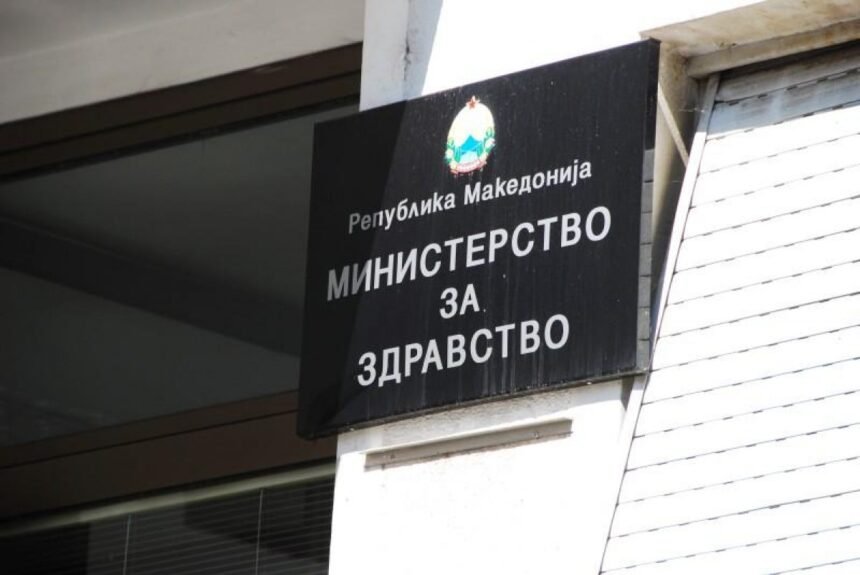 Република Македонија
МИНИСТЕРСТВО
ЗА
ЗДРАВСТВО